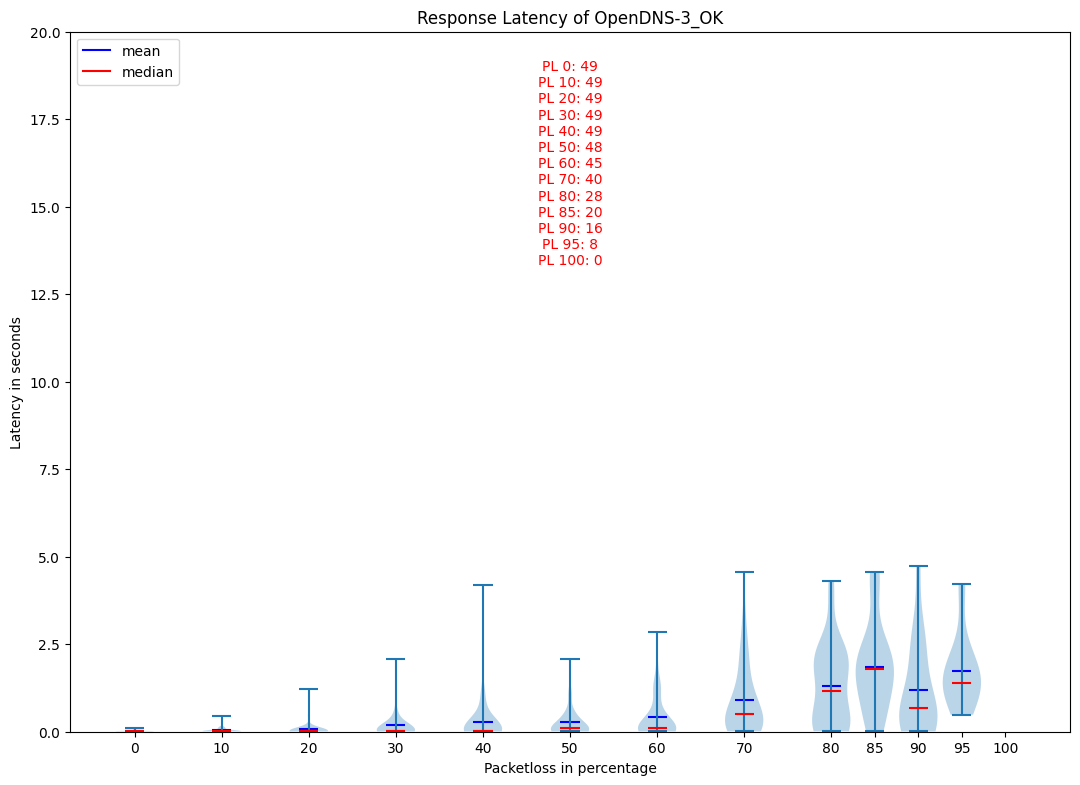 Response Latency of OpenDNS-3_OK
mean
median
PL 0: 49
PL 10: 49
PL 20: 49
PL 30: 49
PL 40: 49
PL 50: 48
PL 60: 45
PL 70: 40
PL 80: 28
PL 85: 20
PL 90: 16
PL 95: 8
PL 100: 0
Latency in seconds
20.0
17.5
15.0
12.5
10.0
7.5
5.0
2.5
0.0
0 10 20 30 40 50 60 70 80 85 90 95 100
Packetloss in percentage